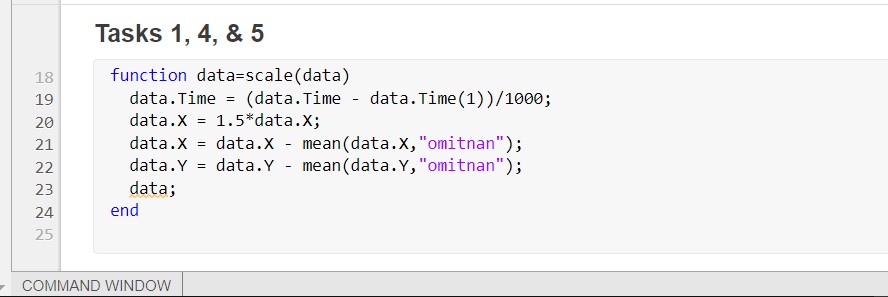 Tasks 1, 4, & 5
18 function data=scale(data)
19 data.Time = (data.Time - data.Time(1))/1000;
20 data.X = 1.5*data.X;
21 data.X = data.X - mean(data.X,"omitnan");
22 data.Y = data.Y - mean(data.Y,"omitnan");
23 data;
24 end
25
COMMAND WINDOW